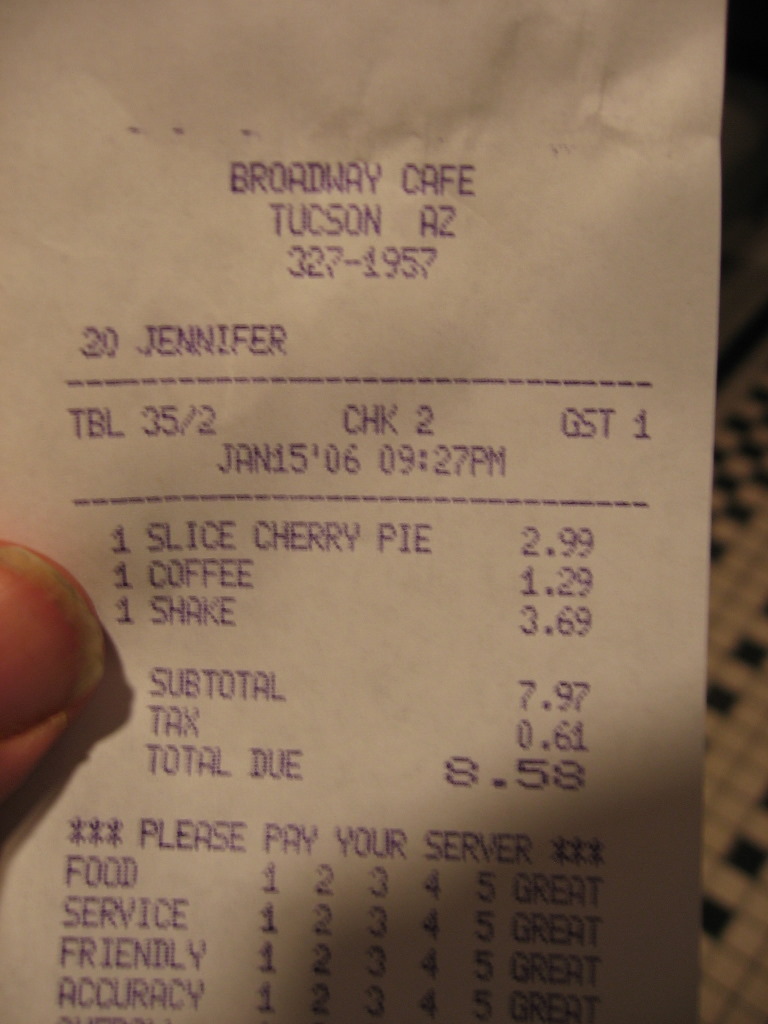 BROADWAY CAFE
TUCSON AZ
327-1957
20 JENNIFER
TBL 35/2 CHK 2 GST 1
JAN15'06 09:27PM
1 SLICE CHERRY PIE 2.99
1 COFFEE 1.29
1 SHAKE 3.69
SUBTOTAL 7.97
TAX 0.61
TOTAL DUE 8.58
*** PLEASE PAY YOUR SERVER ***
FOOD 1 2 3 4 5 GREAT
SERVICE 1 2 3 4 5 GREAT
FRIENDLY 1 2 3 4 5 GREAT
ACCURACY 1 2 3 4 5 GREAT